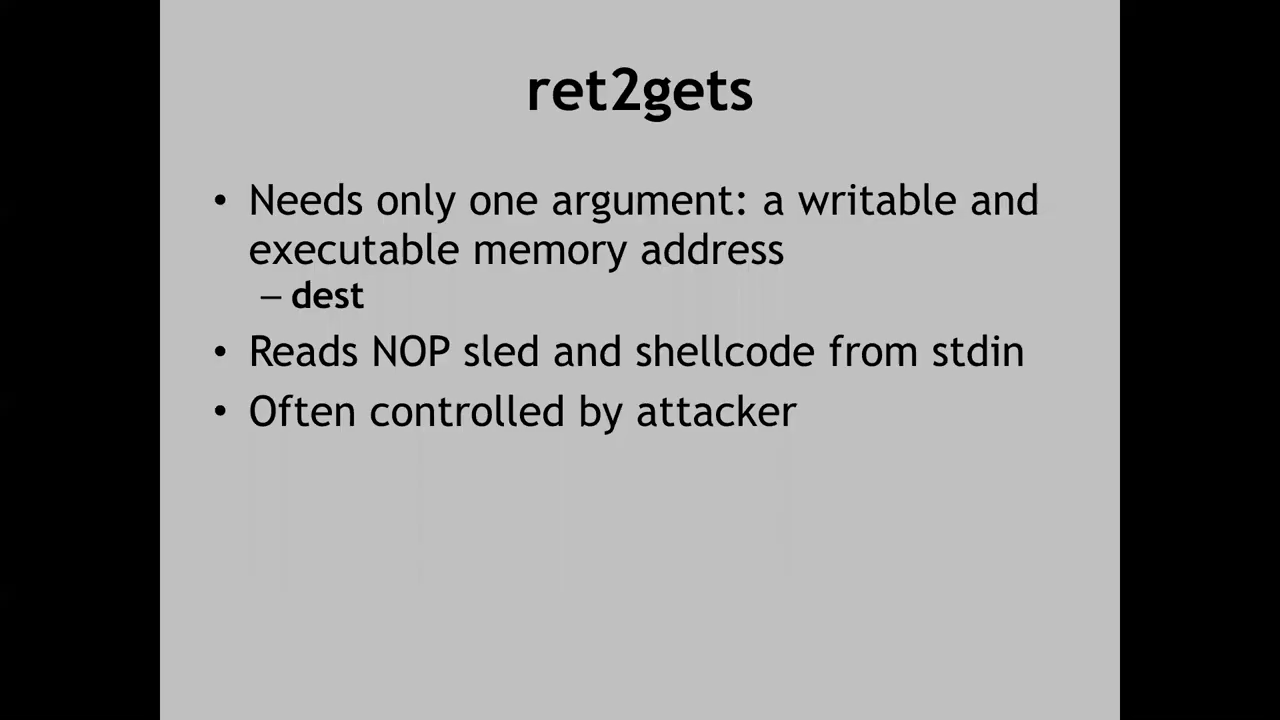 ret2gets
• Needs only one argument: a writable and
executable memory address
– dest
• Reads NOP sled and shellcode from stdin
• Often controlled by attacker